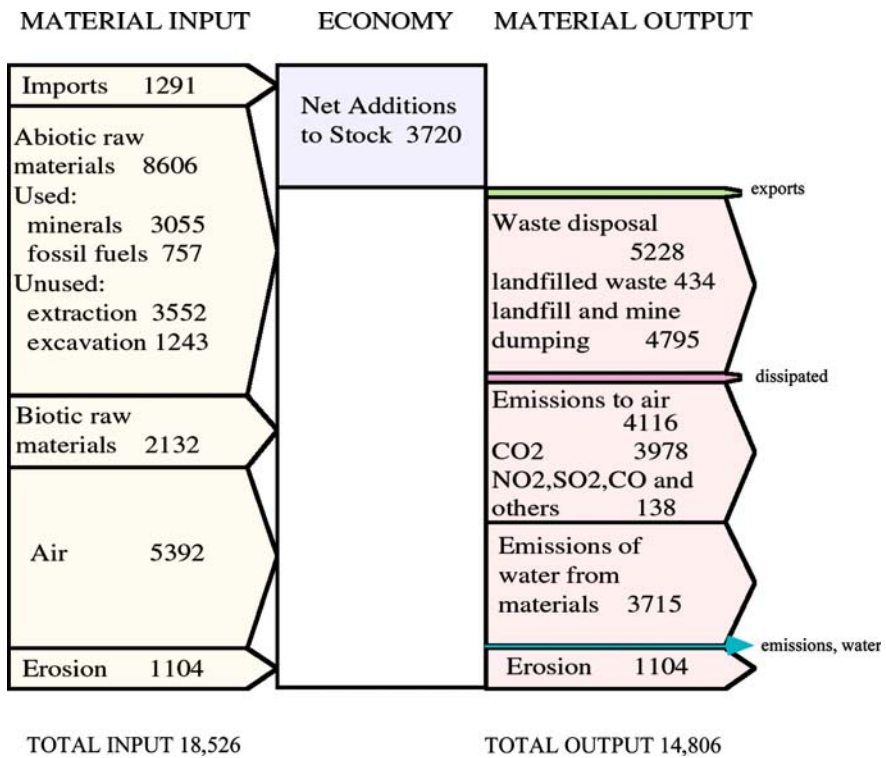 MATERIAL INPUT
ECONOMY
MATERIAL OUTPUT
Imports 1291
Abiotic raw
materials 8606
Used:
minerals 3055
fossil fuels 757
Unused:
extraction 3552
excavation 1243
Biotic raw
materials 2132
Air 5392
Erosion 1104
Net Additions
to Stock 3720
exports
Waste disposal
5228
landfilled waste 434
landfill and mine
dumping 4795
dissipated
Emissions to air
4116
CO2 3978
NO2,SO2,CO and
others 138
Emissions of
water from
materials 3715
emissions, water
Erosion 1104
TOTAL INPUT 18,526
TOTAL OUTPUT 14,806